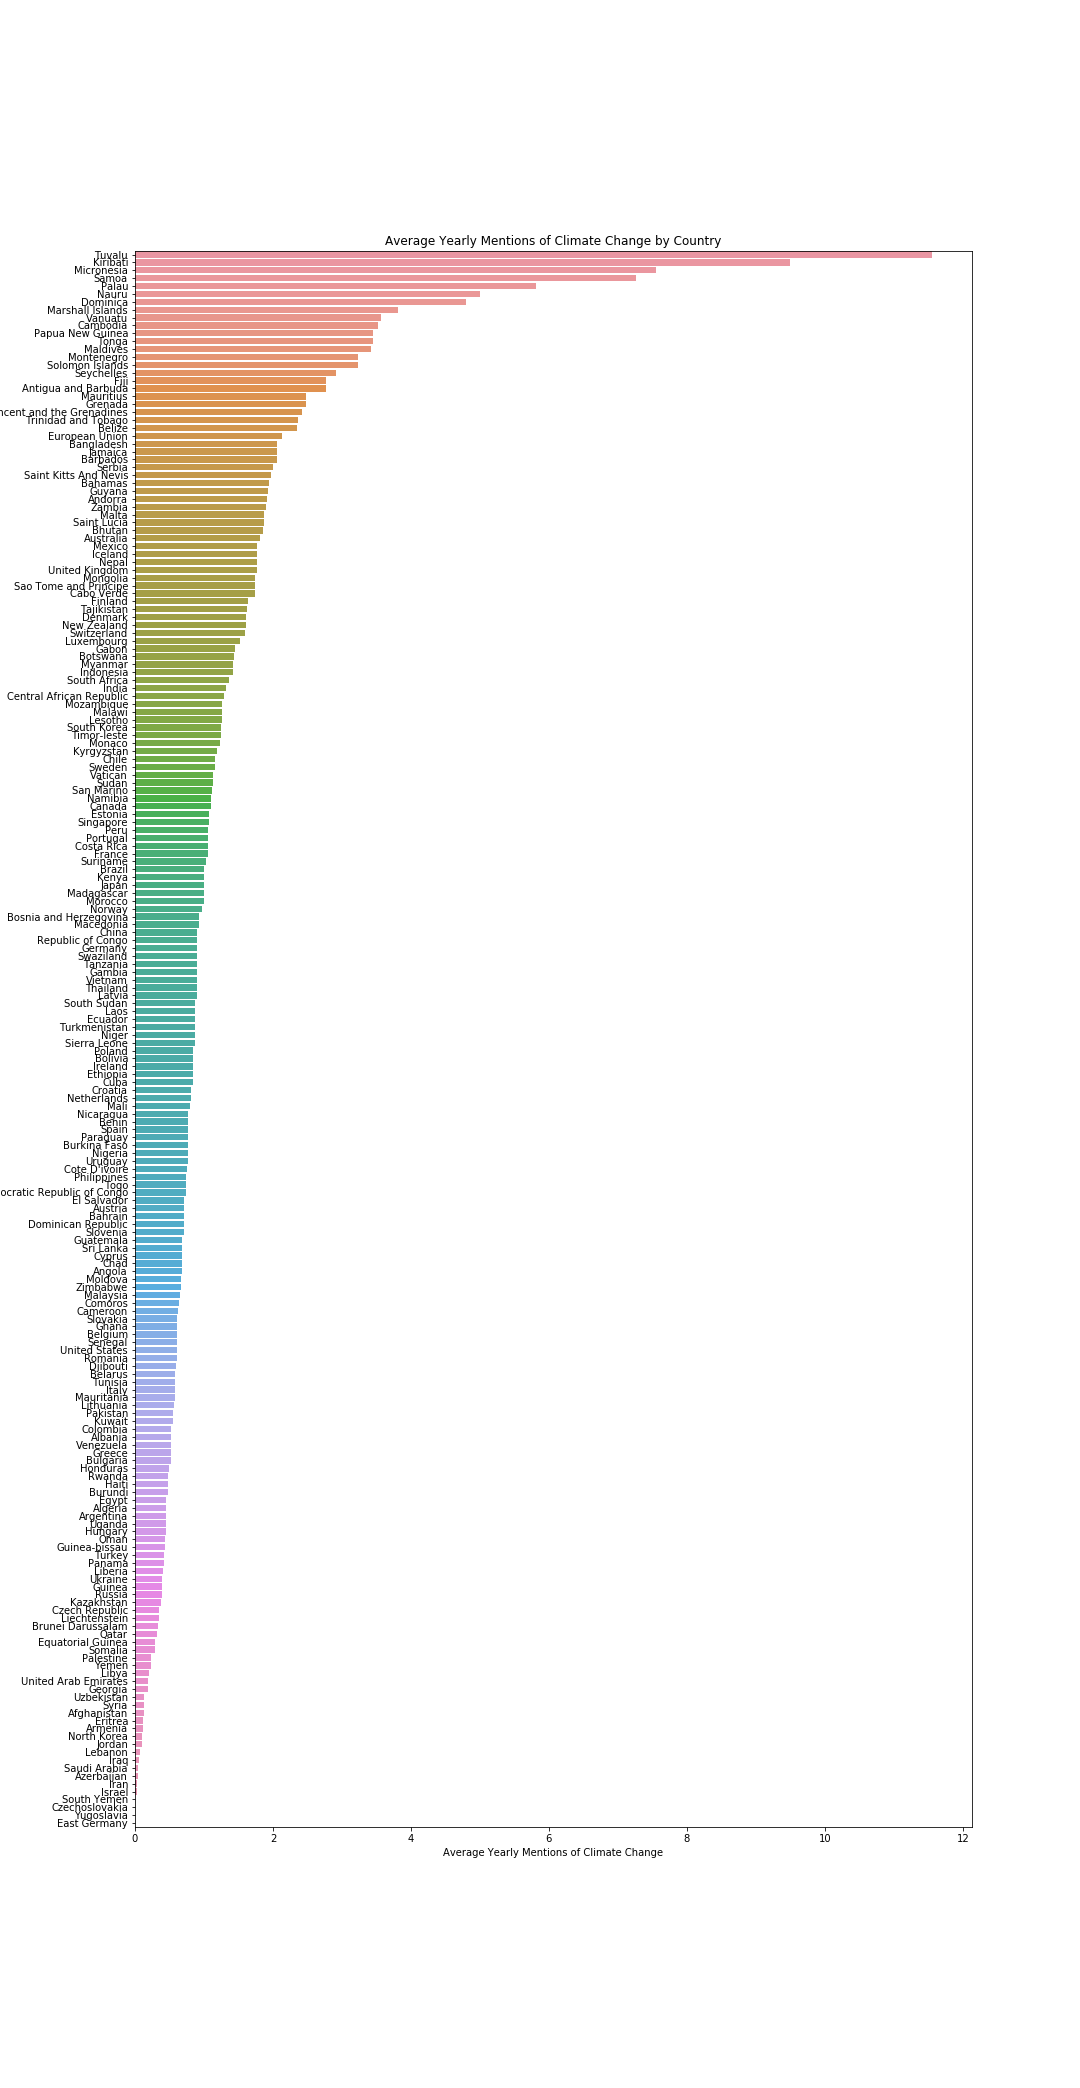 Average Yearly Mentions of Climate Change by Country
Tuvalu
Kiribati
Micronesia
Samoa
Palau
Nauru
Dominica
Marshall Islands
Vanuatu
Cambodia
Papua New Guinea
Tonga
Maldives
Montenegro
Solomon Islands
Seychelles
Fiji
Antigua and Barbuda
Mauritius
Grenada
ncent and the Grenadines
Trinidad and Tobago
Belize
European Union
Bangladesh
Jamaica
Barbados
Serbia
Saint Kitts And Nevis
Bahamas
Guyana
Andorra
Zambia
Malta
Saint Lucia
Bhutan
Australia
Mexico
Iceland
Nepal
United Kingdom
Mongolia
Sao Tome and Principe
Cabo Verde
Finland
Tajikistan
Denmark
New Zealand
Switzerland
Luxembourg
Gabon
Botswana
Myanmar
Indonesia
South Africa
India
Central African Republic
Mozambique
Malawi
Lesotho
South Korea
Timor-leste
Monaco
Kyrgyzstan
Chile
Sweden
Vatican
Sudan
San Marino
Namibia
Canada
Estonia
Singapore
Peru
Portugal
Costa Rica
France
Suriname
Brazil
Kenya
Japan
Madagascar
Morocco
Norway
Bosnia and Herzegovina
Macedonia
China
Republic of Congo
Germany
Swaziland
Tanzania
Gambia
Vietnam
Thailand
Latvia
South Sudan
Laos
Ecuador
Turkmenistan
Niger
Sierra Leone
Poland
Bolivia
Ireland
Ethiopia
Cuba
Croatia
Netherlands
Mali
Nicaragua
Benin
Spain
Paraguay
Burkina Faso
Nigeria
Uruguay
Cote D'ivoire
Philippines
Togo
ocratic Republic of Congo
El Salvador
Austria
Bahrain
Dominican Republic
Slovenia
Guatemala
Sri Lanka
Cyprus
Chad
Angola
Moldova
Zimbabwe
Malaysia
Comoros
Cameroon
Slovakia
Ghana
Belgium
Senegal
United States
Romania
Djibouti
Belarus
Tunisia
Italy
Mauritania
Lithuania
Pakistan
Kuwait
Colombia
Albania
Venezuela
Greece
Bulgaria
Honduras
Rwanda
Haiti
Burundi
Egypt
Algeria
Argentina
Uganda
Hungary
Oman
Guinea-bissau
Turkey
Panama
Liberia
Ukraine
Guinea
Russia
Kazakhstan
Czech Republic
Liechtenstein
Brunei Darussalam
Qatar
Equatorial Guinea
Somalia
Palestine
Yemen
Libya
United Arab Emirates
Georgia
Uzbekistan
Syria
Afghanistan
Eritrea
Armenia
North Korea
Jordan
Lebanon
Iraq
Saudi Arabia
Azerbaijan
Iran
Israel
South Yemen
Czechoslovakia
Yugoslavia
East Germany
0 2 4 6 8 10 12
Average Yearly Mentions of Climate Change